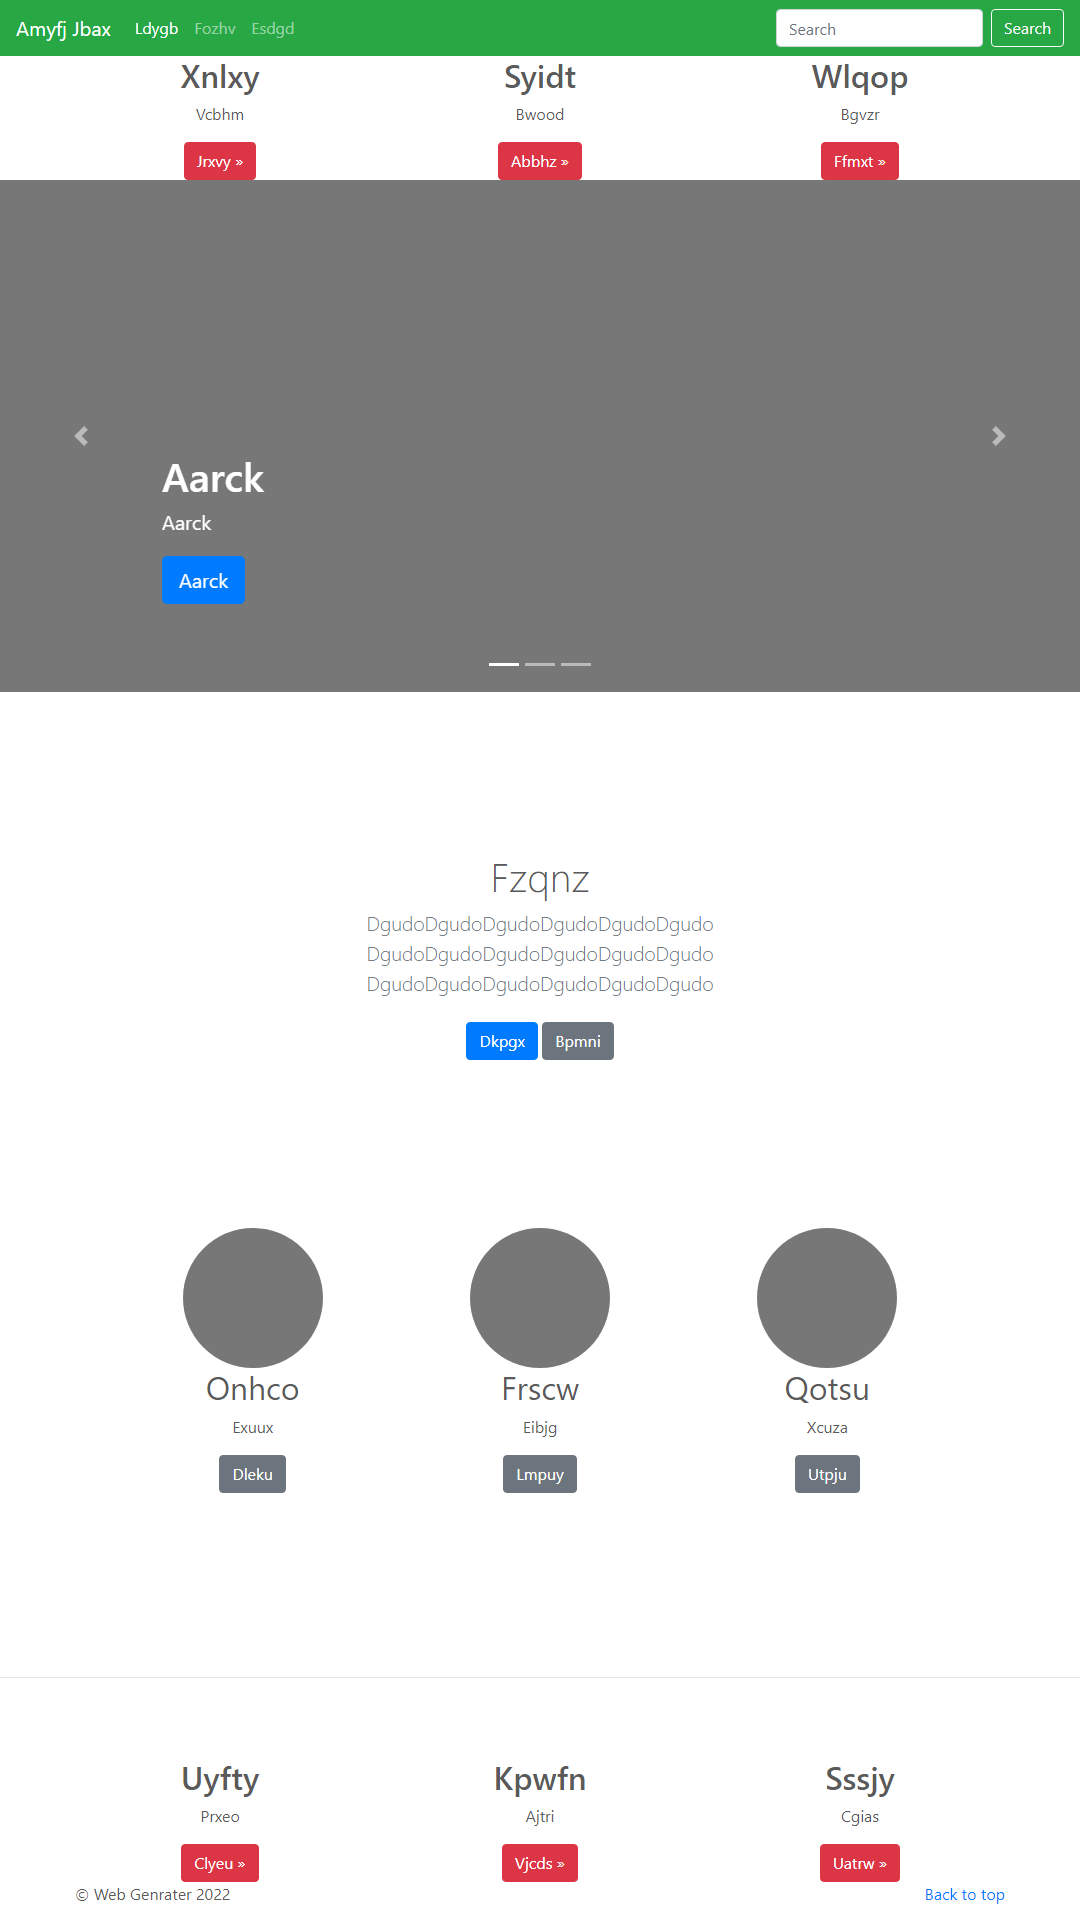 Amyfj Jbax Ldygb Fozhv Esdgd Search Search
Xnlxy Syidt Wlqop
Vcbhm Bwood Bgvzr
Jrxvy » Abbhz » Ffmxt »
Aarck
Aarck
Aarck
Fzqnz
DgudoDgudoDgudoDgudoDgudoDgudo
DgudoDgudoDgudoDgudoDgudoDgudo
DgudoDgudoDgudoDgudoDgudoDgudo
Dkpgx Bpmni
Onhco Frscw Qotsu
Exuux Eibjg Xcuza
Dleku Lmpuy Utpju
Uyfty Kpwfn Sssjy
Prxeo Ajtri Cgias
Clyeu » Vjcds » Uatrw »
© Web Genrater 2022 Back to top